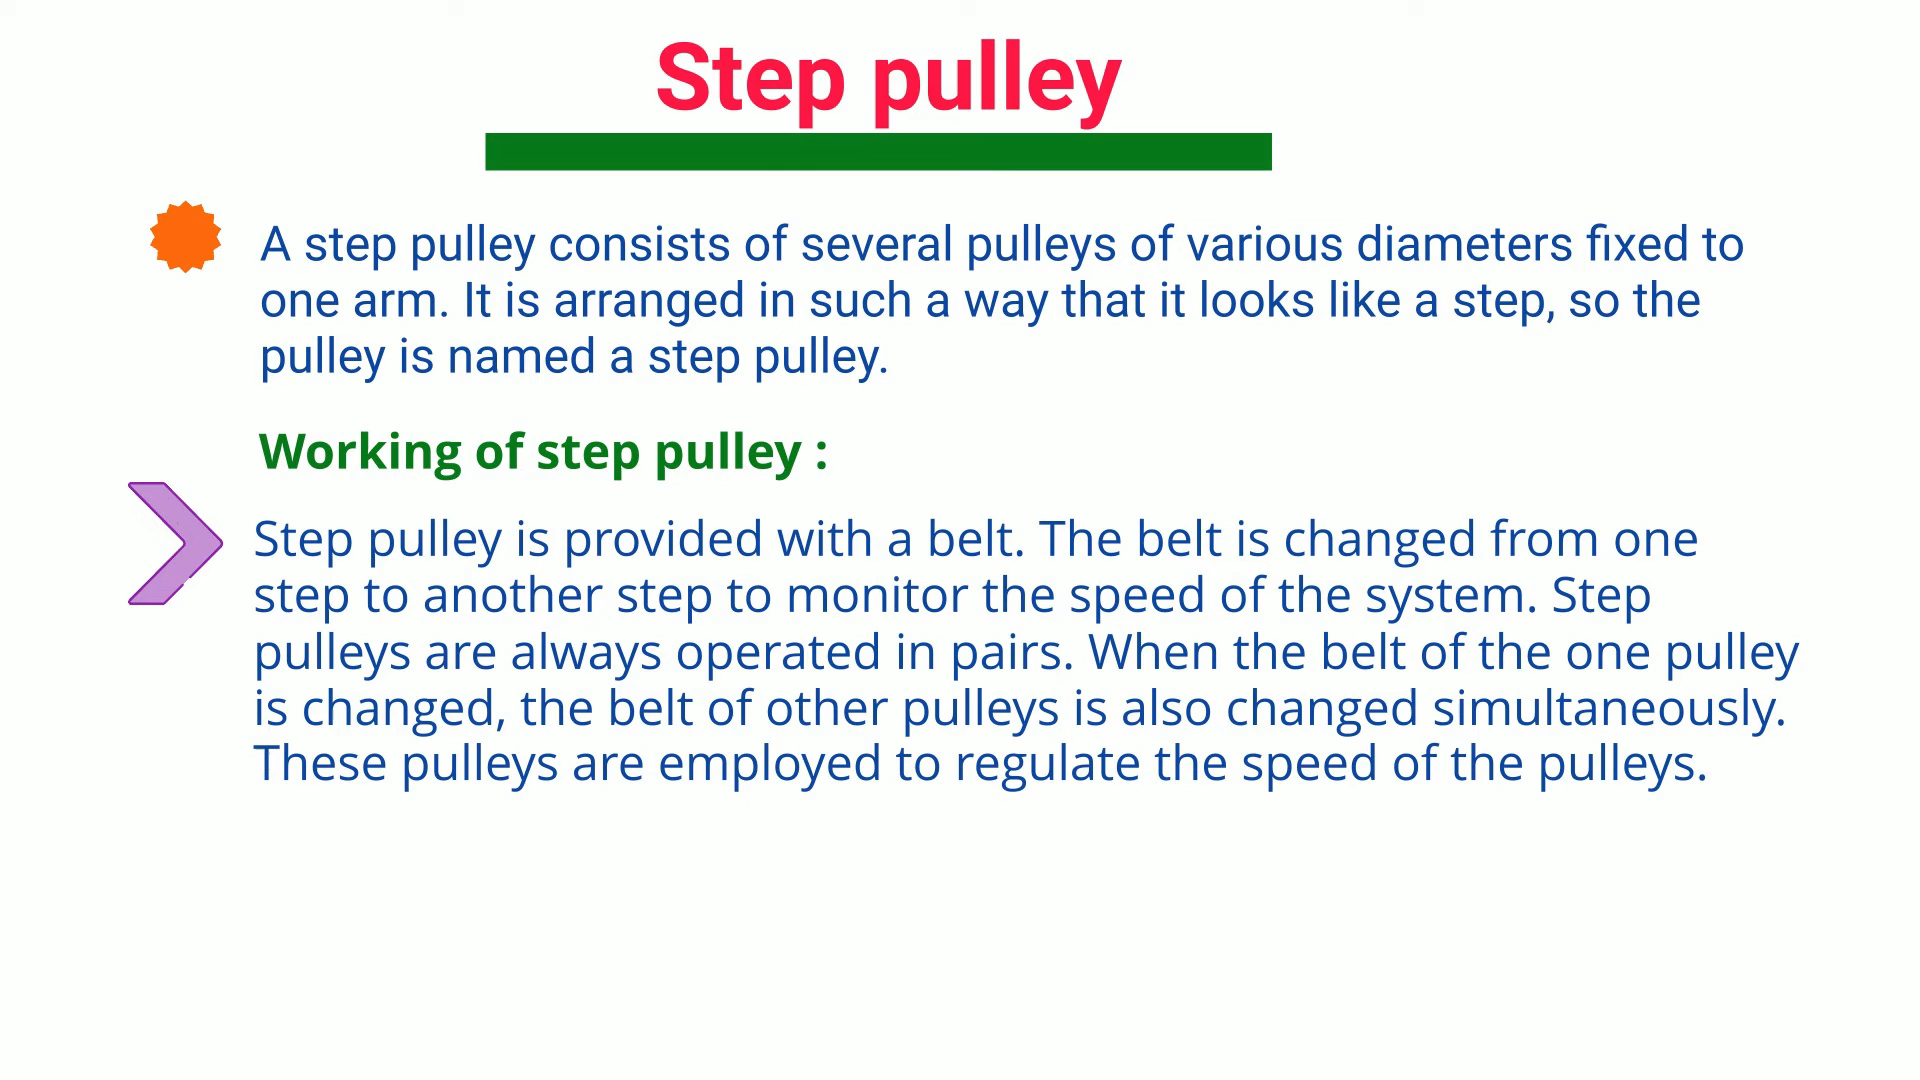 Step pulley
A step pulley consists of several pulleys of various diameters fixed to
one arm. It is arranged in such a way that it looks like a step, so the
pulley is named a step pulley.
Working of step pulley :
Step pulley is provided with a belt. The belt is changed from one
step to another step to monitor the speed of the system. Step
pulleys are always operated in pairs. When the belt of the one pulley
is changed, the belt of other pulleys is also changed simultaneously.
These pulleys are employed to regulate the speed of the pulleys.